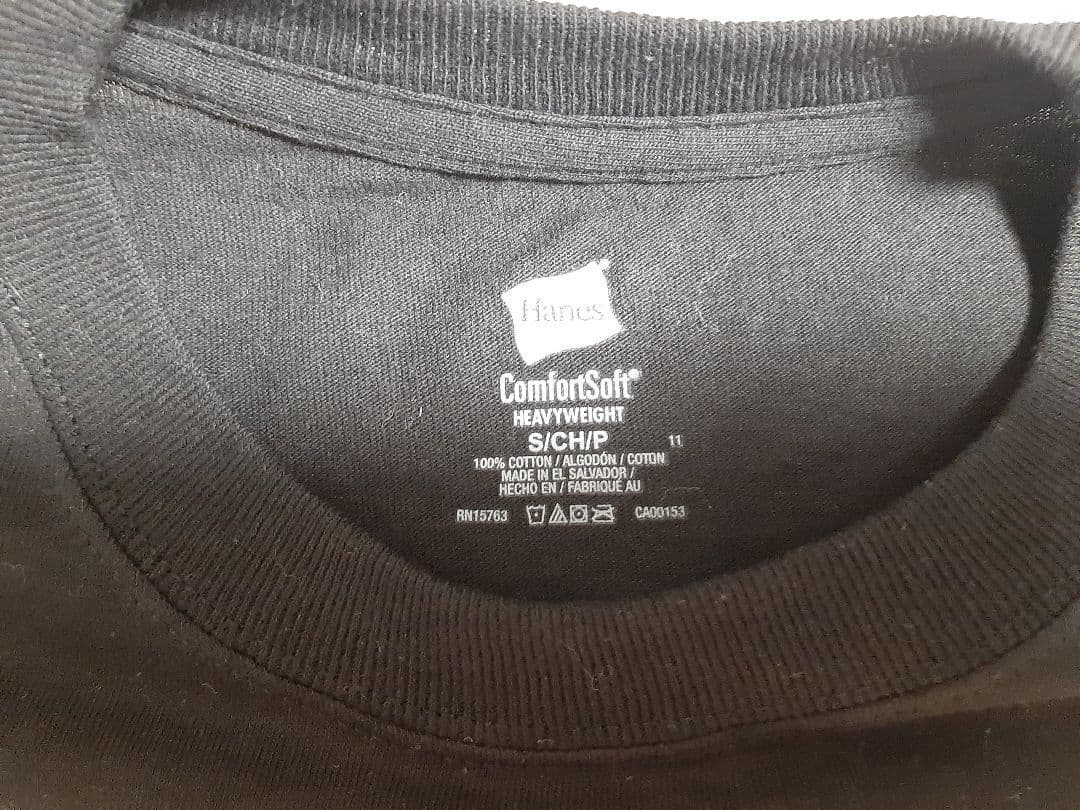 Hanes
ComfortSoft®
HEAVYWEIGHT
S/CH/P 11
100% COTTON / ALGODÓN / COTON
MADE IN EL SALVADOR /
HECHO EN / FABRIQUÉ AU
RN15763 CA00153